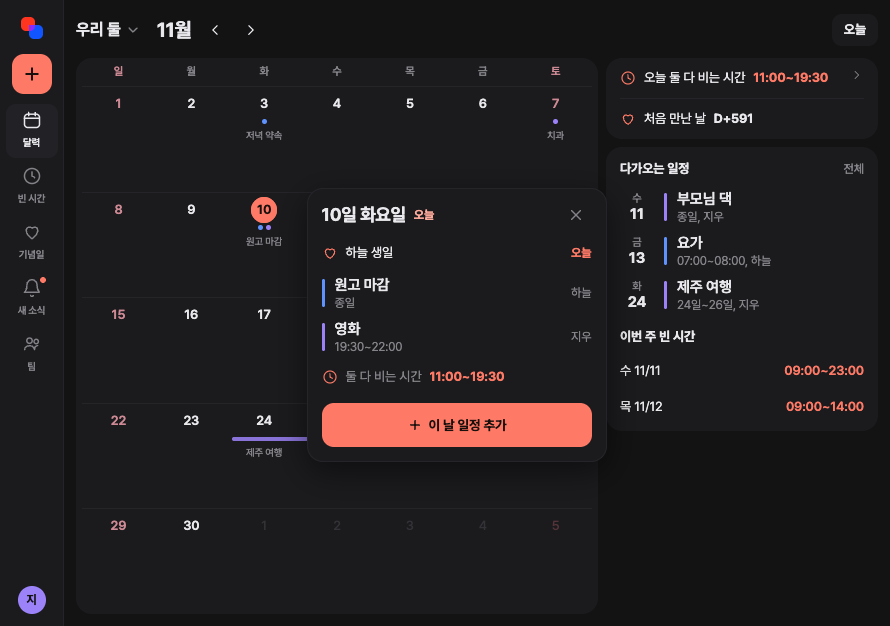 우리 둘
11월
오늘
달력
빈 시간
기념일
새 소식
팀
지
일 월 화 수 목 금 토
1 2 3 4 5 6 7
저녁 약속 치과
8 9 10
원고 마감
15 16 17
22 23 24
제주 여행
29 30 1 2 3 4 5
10일 화요일 오늘
하늘 생일 오늘
원고 마감 하늘
종일
영화 지우
19:30~22:00
둘 다 비는 시간 11:00~19:30
+ 이 날 일정 추가
오늘 둘 다 비는 시간 11:00~19:30
처음 만난 날 D+591
다가오는 일정 전체
수 부모님 댁
11 종일, 지우
금 요가
13 07:00~08:00, 하늘
화 제주 여행
24 24일~26일, 지우
이번 주 빈 시간
수 11/11 09:00~23:00
목 11/12 09:00~14:00